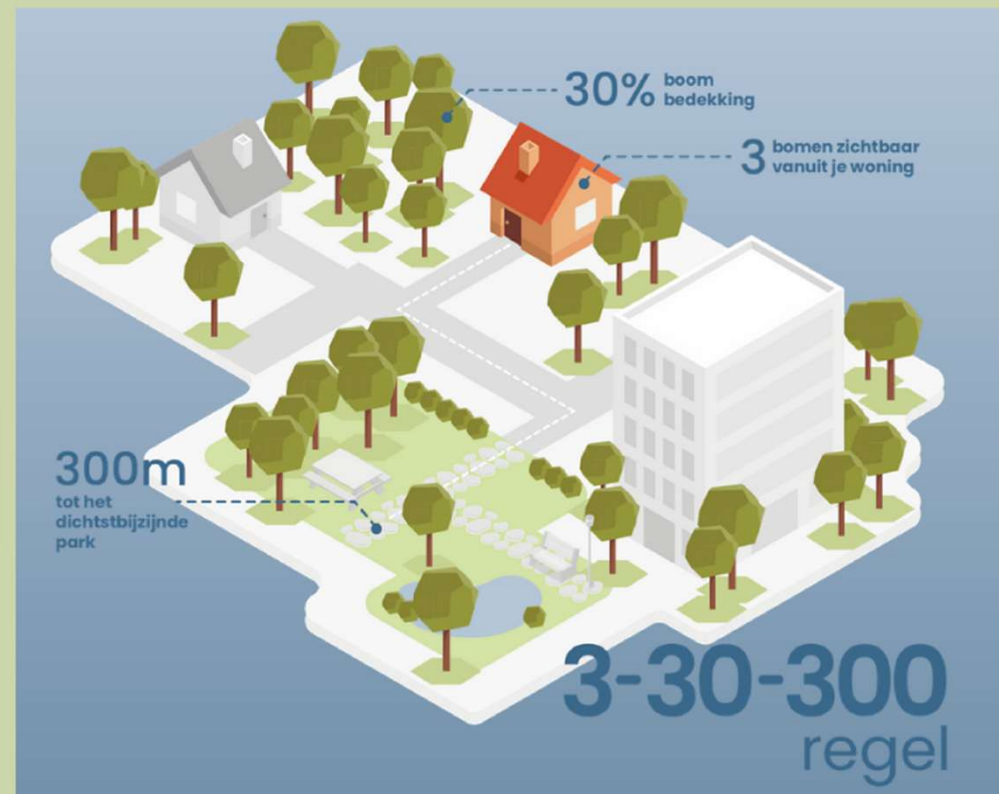 30% boom
bedekking
3 bomen zichtbaar
vanuit je woning
300m
tot het
dichtstbijzijnde
park
3-30-300
regel